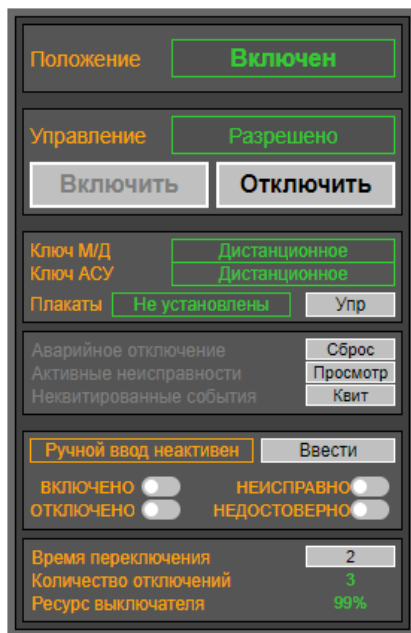 Положение Включен
Управление Разрешено
Включить Отключить
Ключ М/Д Дистанционное
Ключ АСУ Дистанционное
Плакаты Не установлены Упр
Аварийное отключение Сброс
Активные неисправности Просмотр
Неквитированные события Квит
Ручной ввод неактивен Ввести
ВКЛЮЧЕНО НЕИСПРАВНО
ОТКЛЮЧЕНО НЕДОСТОВЕРНО
Время переключения 2
Количество отключений 3
Ресурс выключателя 99%